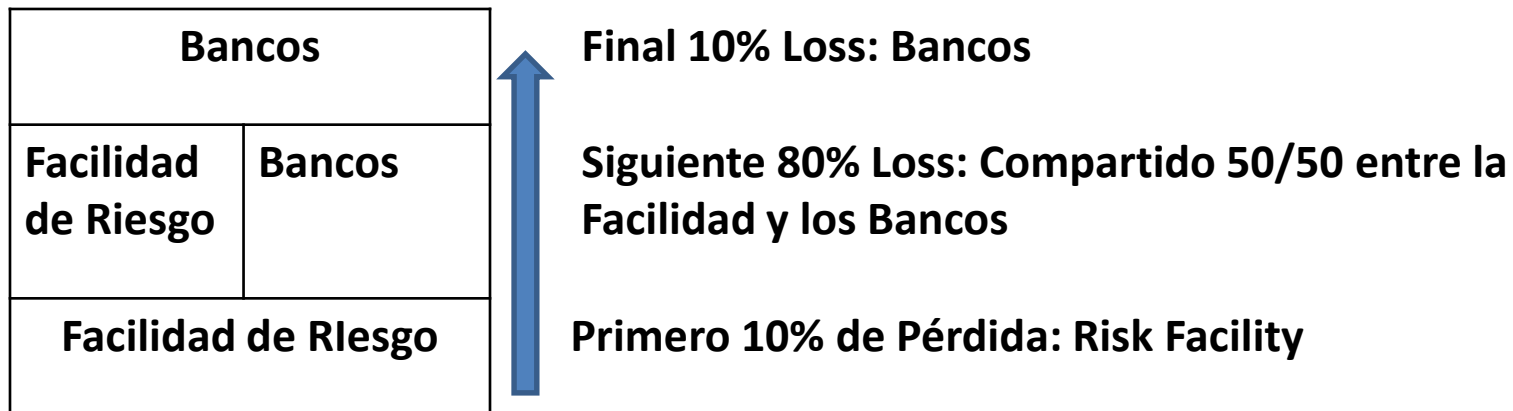 Bancos
Final 10% Loss: Bancos
Facilidad
de Riesgo
Bancos
Siguiente 80% Loss: Compartido 50/50 entre la
Facilidad y los Bancos
Facilidad de RIesgo
Primero 10% de Pérdida: Risk Facility